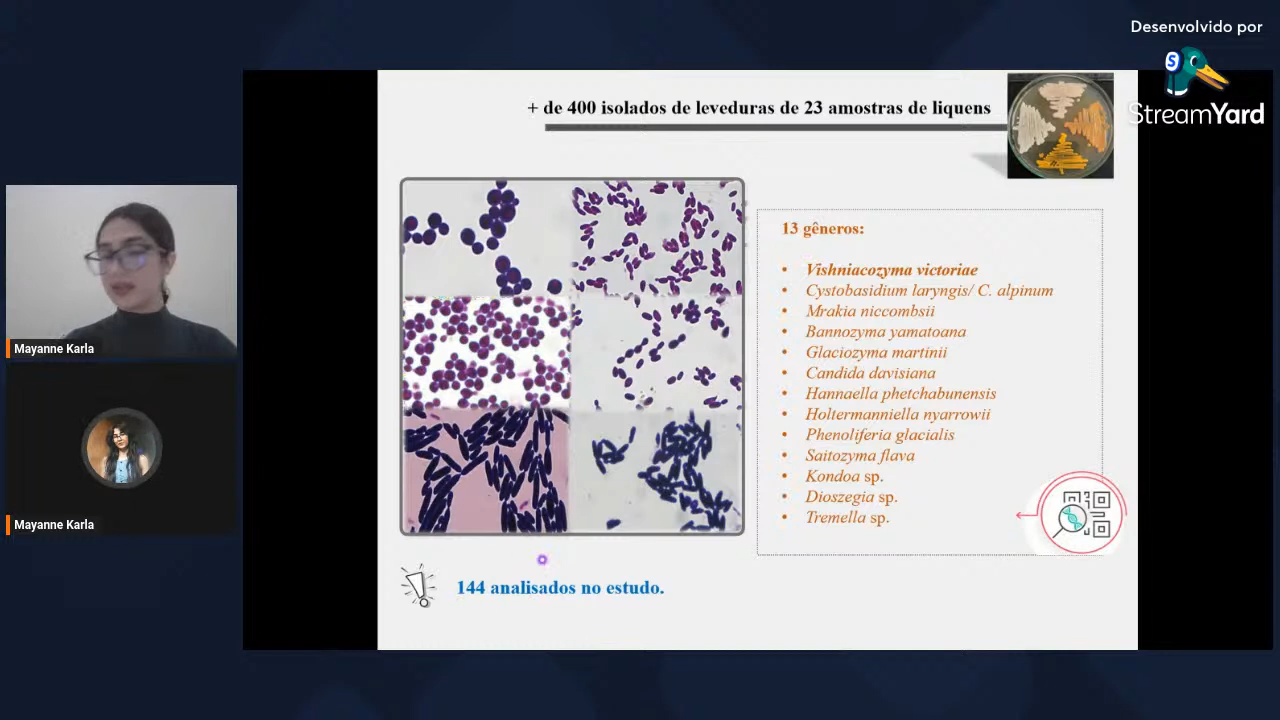 Desenvolvido por
S
StreamYard
+ de 400 isolados de leveduras de 23 amostras de liquens
13 gêneros:
• Vishniacozyma victoriae
• Cystobasidium laryngis/ C. alpinum
• Mrakia niccombsii
• Bannozyma yamatoana
• Glaciozyma martinii
• Candida davisiana
• Hannaella phetchabunensis
• Holtermanniella nyarrowii
• Phenoliferia glacialis
• Saitozyma flava
• Kondoa sp.
• Dioszegia sp.
• Tremella sp.
144 analisados no estudo.
Mayanne Karla
Mayanne Karla